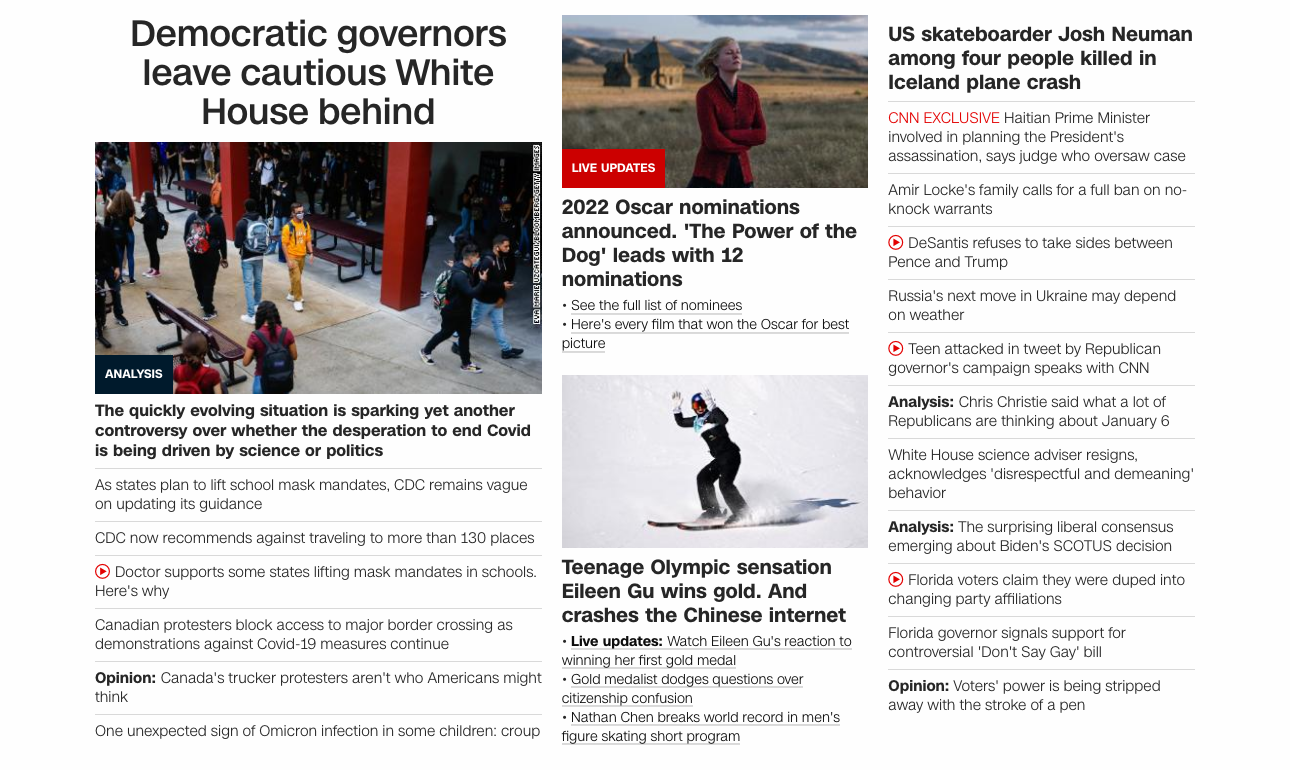 Democratic governors
leave cautious White
House behind
EVA MARIE UZCATEGUI/BLOOMBERG/GETTY IMAGES
ANALYSIS
The quickly evolving situation is sparking yet another
controversy over whether the desperation to end Covid
is being driven by science or politics
As states plan to lift school mask mandates, CDC remains vague
on updating its guidance
CDC now recommends against traveling to more than 130 places
Doctor supports some states lifting mask mandates in schools.
Here's why
Canadian protesters block access to major border crossing as
demonstrations against Covid-19 measures continue
Opinion: Canada's trucker protesters aren't who Americans might
think
One unexpected sign of Omicron infection in some children: croup
LIVE UPDATES
2022 Oscar nominations
announced. 'The Power of the
Dog' leads with 12
nominations
• See the full list of nominees
• Here's every film that won the Oscar for best
picture
Teenage Olympic sensation
Eileen Gu wins gold. And
crashes the Chinese internet
• Live updates: Watch Eileen Gu's reaction to
winning her first gold medal
• Gold medalist dodges questions over
citizenship confusion
• Nathan Chen breaks world record in men's
figure skating short program
US skateboarder Josh Neuman
among four people killed in
Iceland plane crash
CNN EXCLUSIVE Haitian Prime Minister
involved in planning the President's
assassination, says judge who oversaw case
Amir Locke's family calls for a full ban on no-
knock warrants
DeSantis refuses to take sides between
Pence and Trump
Russia's next move in Ukraine may depend
on weather
Teen attacked in tweet by Republican
governor's campaign speaks with CNN
Analysis: Chris Christie said what a lot of
Republicans are thinking about January 6
White House science adviser resigns,
acknowledges 'disrespectful and demeaning'
behavior
Analysis: The surprising liberal consensus
emerging about Biden's SCOTUS decision
Florida voters claim they were duped into
changing party affiliations
Florida governor signals support for
controversial 'Don't Say Gay' bill
Opinion: Voters' power is being stripped
away with the stroke of a pen